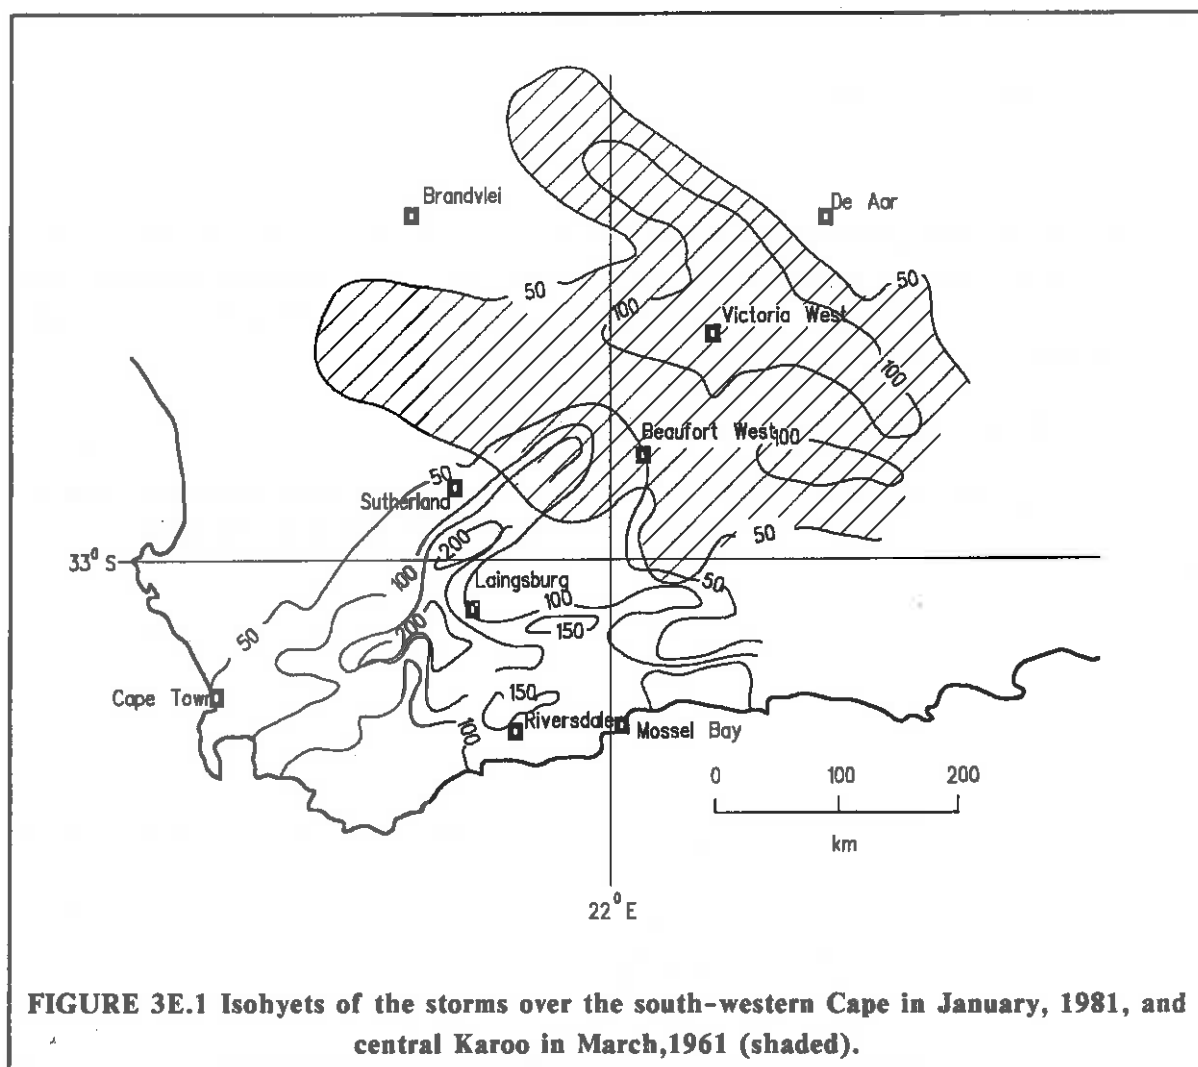 Brandvlei
De Aar
50
50
100
Victoria West
100
Beaufort West
100
50
Sutherland
50
200
33° S
100
Laingsburg
50
100
200
150
50
Cape Town
150
100
Riversdale
Mossel Bay
0 100 200
km
22° E
FIGURE 3E.1 Isohyets of the storms over the south-western Cape in January, 1981, and
central Karoo in March,1961 (shaded).